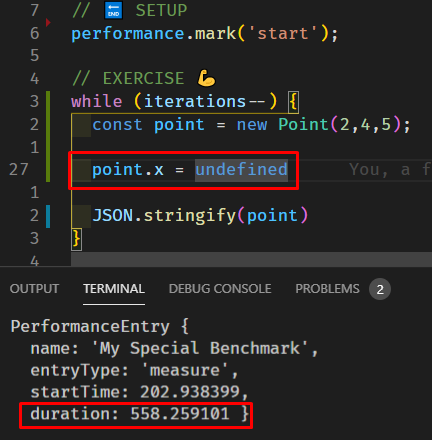 7 // 🔚 SETUP
6 performance.mark('start');
5
4 // EXERCISE 💪
3 while (iterations--) {
2 const point = new Point(2,4,5);
1
27 point.x = undefined You, a f
1
2 JSON.stringify(point)
3 }
4
OUTPUT TERMINAL DEBUG CONSOLE PROBLEMS 2
PerformanceEntry {
name: 'My Special Benchmark',
entryType: 'measure',
startTime: 202.938399,
duration: 558.259101 }